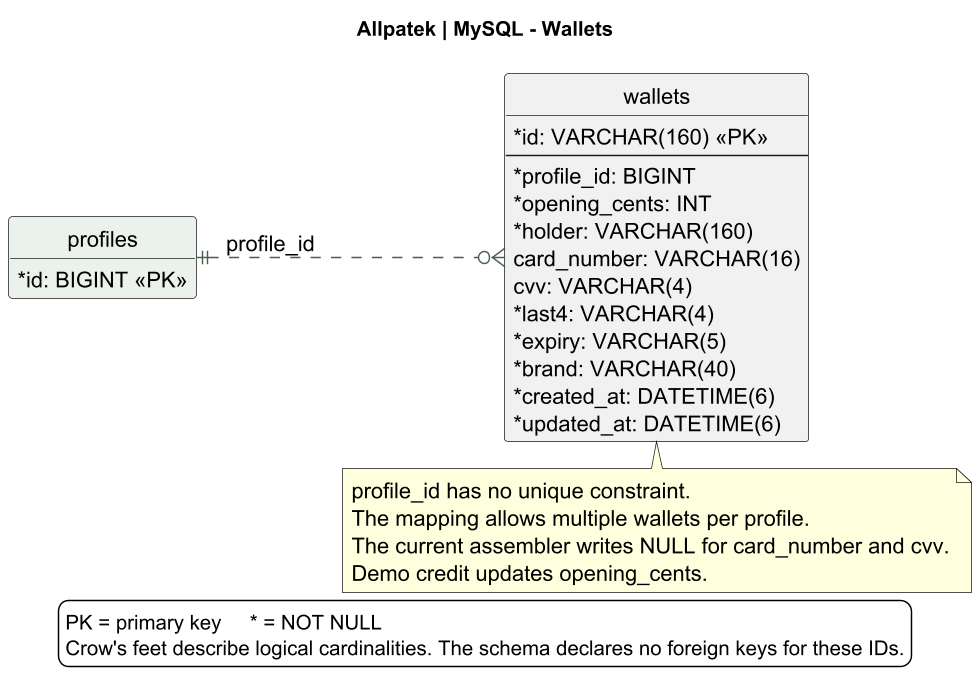 Allpatek | MySQL - Wallets
wallets
*id: VARCHAR(160) «PK»
*profile_id: BIGINT
*opening_cents: INT
*holder: VARCHAR(160)
card_number: VARCHAR(16)
cvv: VARCHAR(4)
*last4: VARCHAR(4)
*expiry: VARCHAR(5)
*brand: VARCHAR(40)
*created_at: DATETIME(6)
*updated_at: DATETIME(6)
profiles
*id: BIGINT «PK»
profile_id
profile_id has no unique constraint.
The mapping allows multiple wallets per profile.
The current assembler writes NULL for card_number and cvv.
Demo credit updates opening_cents.
PK = primary key * = NOT NULL
Crow's feet describe logical cardinalities. The schema declares no foreign keys for these IDs.